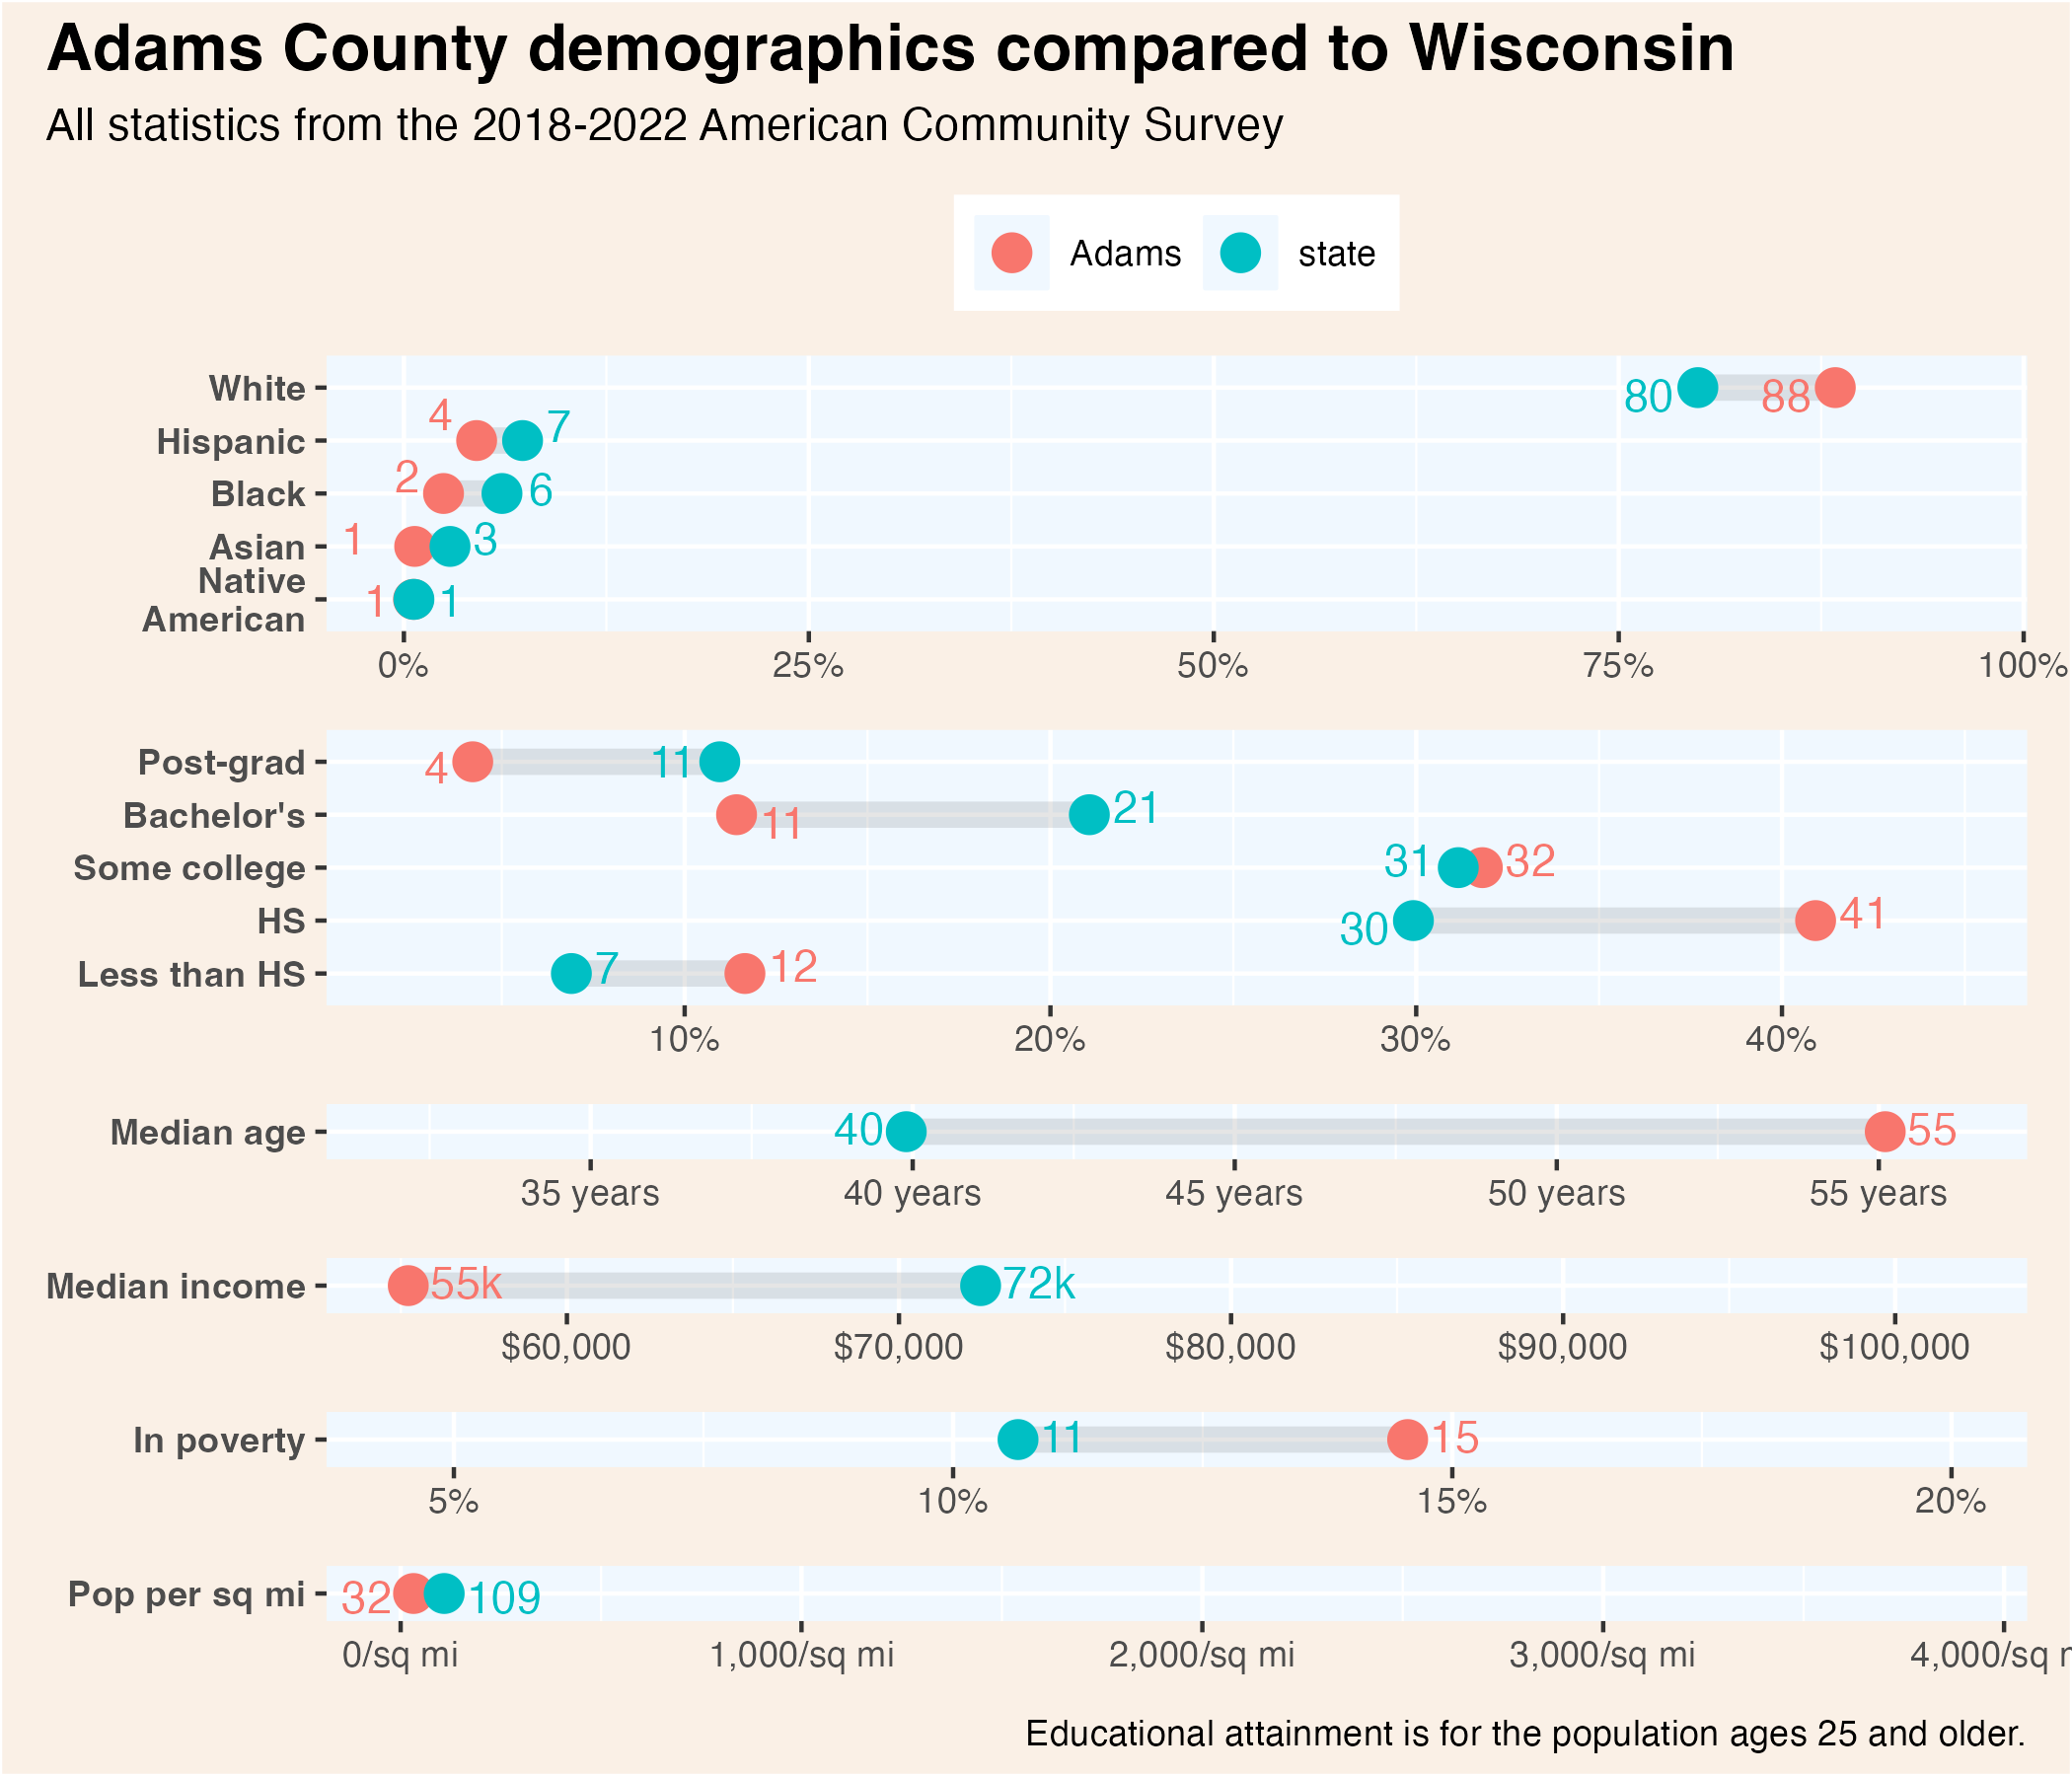 Adams County demographics compared to Wisconsin
All statistics from the 2018-2022 American Community Survey
Adams state
White 80 88
Hispanic 4 7
Black 2 6
Asian 1 3
Native
American 1 1
0% 25% 50% 75% 100%
Post-grad 4 11
Bachelor's 11 21
Some college 31 32
HS 30 41
Less than HS 7 12
10% 20% 30% 40%
Median age 40 55
35 years 40 years 45 years 50 years 55 years
Median income 55k 72k
$60,000 $70,000 $80,000 $90,000 $100,000
In poverty 11 15
5% 10% 15% 20%
Pop per sq mi 32 109
0/sq mi 1,000/sq mi 2,000/sq mi 3,000/sq mi 4,000/sq
Educational attainment is for the population ages 25 and older.